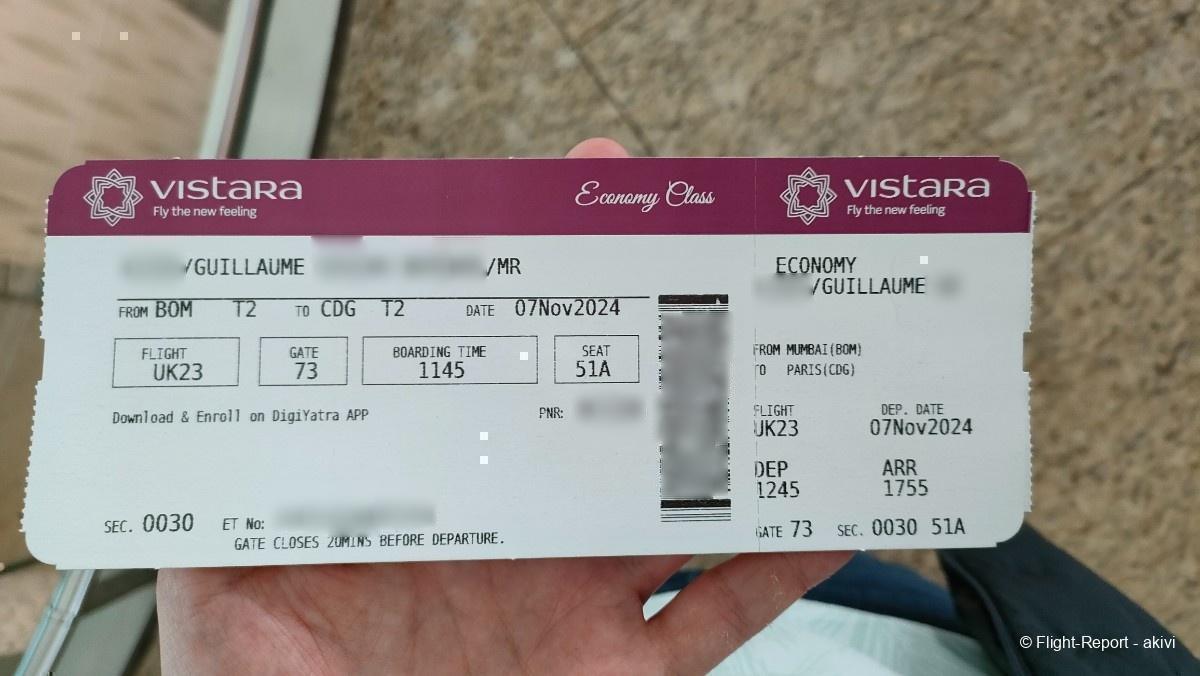 VISTARA
Fly the new feeling
Economy Class
/GUILLAUME /MR
FROM BOM T2 TO CDG T2 DATE 07Nov2024
FLIGHT GATE BOARDING TIME SEAT
UK23 73 1145 51A
Download & Enroll on DigiYatra APP PNR:
SEC. 0030 ET No:
GATE CLOSES 20MINS BEFORE DEPARTURE.
VISTARA
Fly the new feeling
ECONOMY
/GUILLAUME
FROM MUMBAI(BOM)
TO PARIS(CDG)
FLIGHT DEP. DATE
UK23 07Nov2024
DEP ARR
1245 1755
GATE 73 SEC. 0030 51A
© Flight-Report - akivi